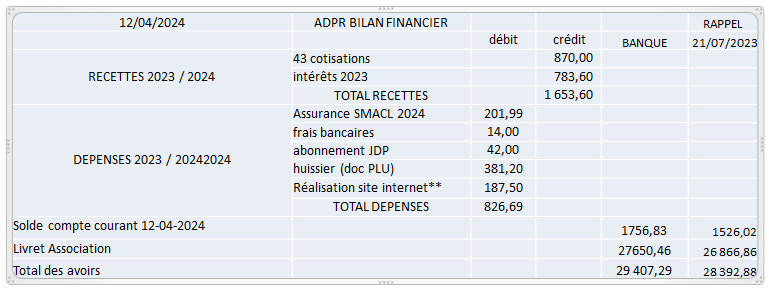 12/04/2024 ADPR BILAN FINANCIER RAPPEL
débit crédit BANQUE 21/07/2023
43 cotisations 870,00
RECETTES 2023 / 2024 intérêts 2023 783,60
TOTAL RECETTES 1 653,60
Assurance SMACL 2024 201,99
frais bancaires 14,00
DEPENSES 2023 / 20242024 abonnement JDP 42,00
huissier (doc PLU) 381,20
Réalisation site internet** 187,50
TOTAL DEPENSES 826,69
Solde compte courant 12-04-2024 1756,83 1526,02
Livret Association 27650,46 26 866,86
Total des avoirs 29 407,29 28 392,88